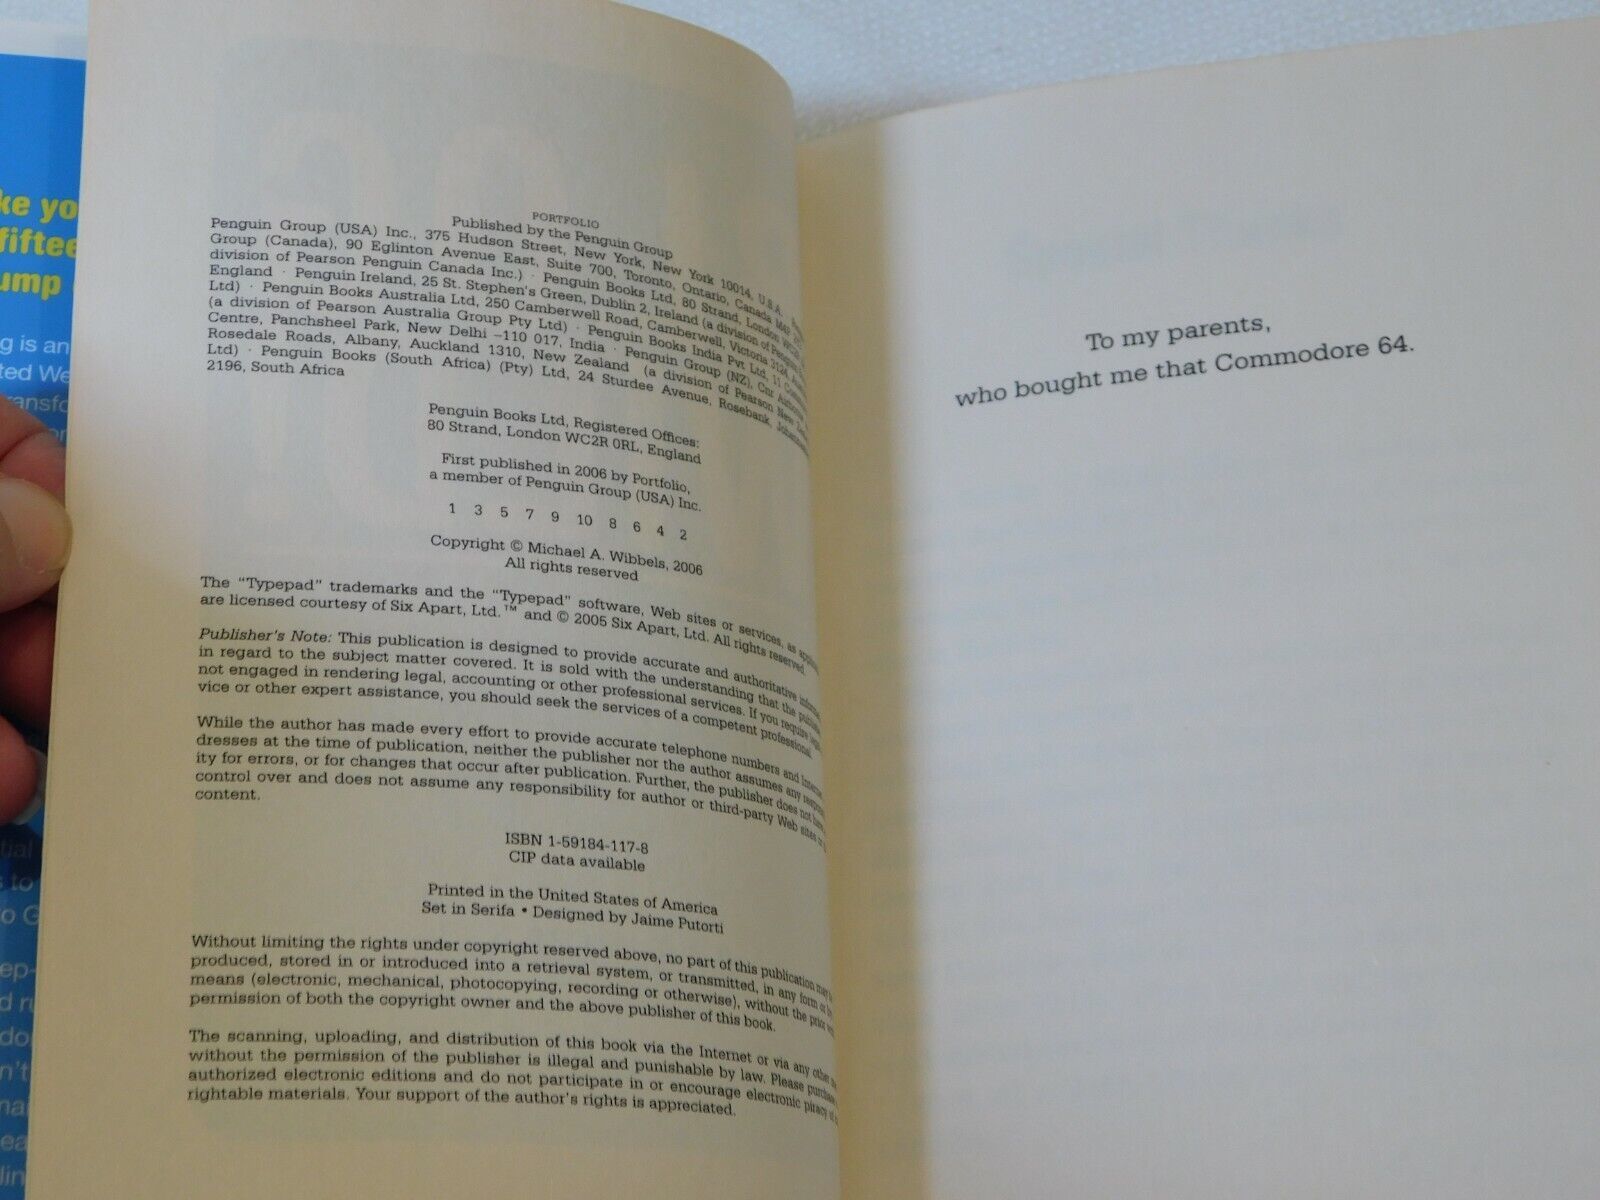 ke yo
fiftee
ump
g is an
ted We
ransfo
PORTFOLIO
Published by the Penguin Group
Penguin Group (USA) Inc., 375 Hudson Street, New York, New York 10014, U.S.A.
Group (Canada), 90 Eglinton Avenue East, Suite 700, Toronto, Ontario, Canada
division of Pearson Penguin Canada Inc.) · Penguin Books Ltd, 80 Strand, London
England · Penguin Ireland, 25 St. Stephen's Green, Dublin 2, Ireland (a division of Penguin
Ltd) · Penguin Books Australia Ltd, 250 Camberwell Road, Camberwell, Victoria 3124,
(a division of Pearson Australia Group Pty Ltd) · Penguin Books India Pvt Ltd, 11
Centre, Panchsheel Park, New Delhi –110 017, India · Penguin Group (NZ), Cnr
Rosedale Roads, Albany, Auckland 1310, New Zealand (a division of Pearson New
Ltd) · Penguin Books (South Africa) (Pty) Ltd, 24 Sturdee Avenue, Rosebank,
2196, South Africa
Penguin Books Ltd, Registered Offices:
80 Strand, London WC2R 0RL, England
First published in 2006 by Portfolio,
a member of Penguin Group (USA) Inc.
1 3 5 7 9 10 8 6 4 2
Copyright © Michael A. Wibbels, 2006
All rights reserved
The "Typepad" trademarks and the "Typepad" software, Web sites or services, as
are licensed courtesy of Six Apart, Ltd.™ and © 2005 Six Apart, Ltd. All rights reserved.
Publisher's Note: This publication is designed to provide accurate and authoritative
in regard to the subject matter covered. It is sold with the understanding that the
not engaged in rendering legal, accounting or other professional services. If you require
vice or other expert assistance, you should seek the services of a competent professional.
While the author has made every effort to provide accurate telephone numbers and
dresses at the time of publication, neither the publisher nor the author assumes any
ity for errors, or for changes that occur after publication. Further, the publisher does not
control over and does not assume any responsibility for author or third-party Web sites or
content.
ISBN 1-59184-117-8
CIP data available
Printed in the United States of America
Set in Serifa • Designed by Jaime Putorti
Without limiting the rights under copyright reserved above, no part of this publication may
produced, stored in or introduced into a retrieval system, or transmitted, in any form or
means (electronic, mechanical, photocopying, recording or otherwise), without the prior
permission of both the copyright owner and the above publisher of this book.
The scanning, uploading, and distribution of this book via the Internet or via any other
without the permission of the publisher is illegal and punishable by law. Please purchase
authorized electronic editions and do not participate in or encourage electronic piracy
rightable materials. Your support of the author's rights is appreciated.
To my parents,
who bought me that Commodore 64.